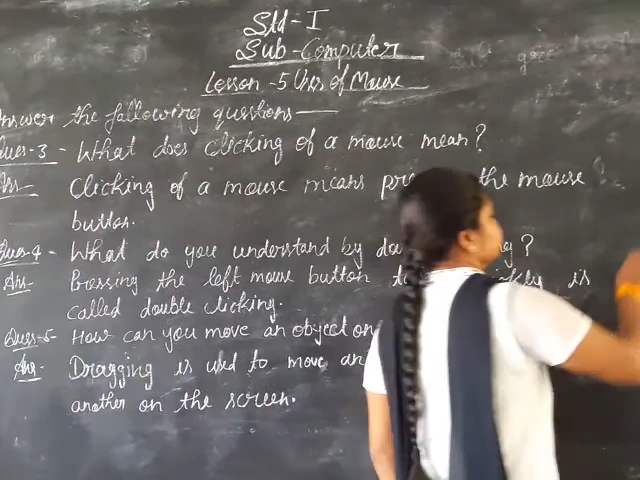 Std - I
Sub - Computer
Lesson - 5 Uses of Mouse
Answer the following questions —
Ques-3 - What does clicking of a mouse mean?
Ans Clicking of a mouse means the mouse
button.
Ques-4 - What do you understand by ?
Ans - Pressing the left mouse button is
called double clicking.
Ques-5- How can you move an object on
Ans - Dragging is used to move an
another on the screen.